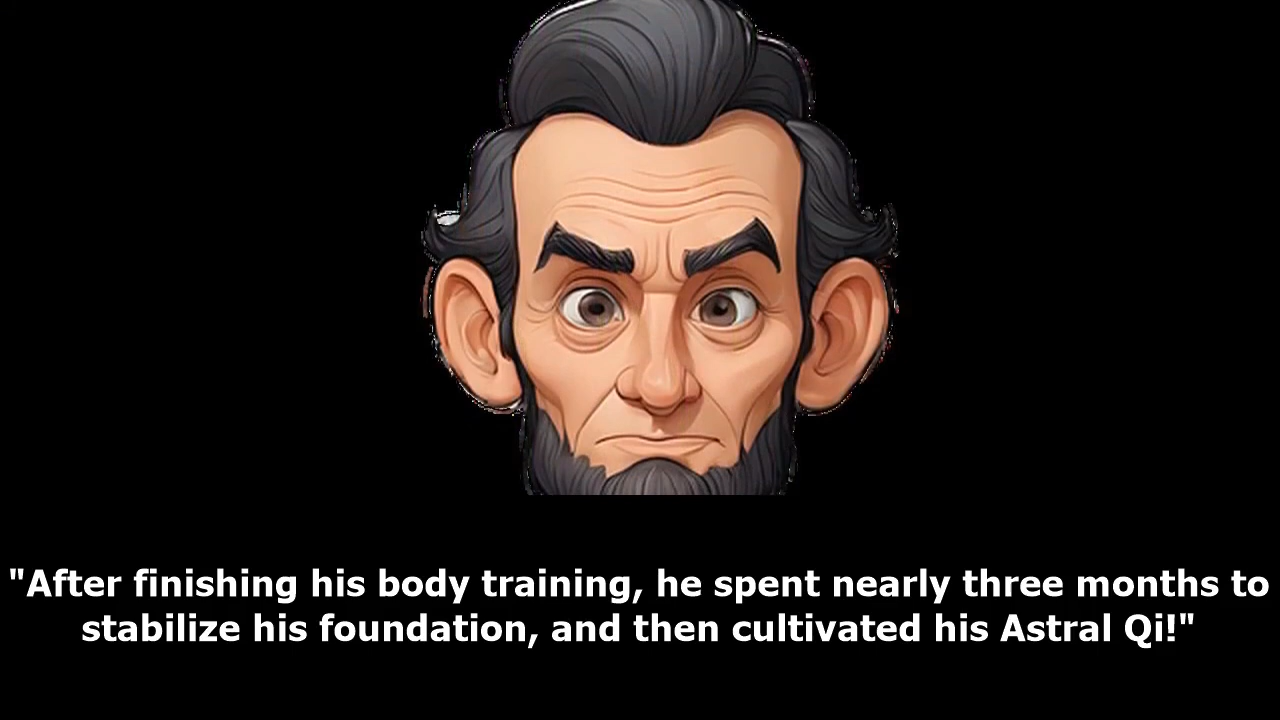 "After finishing his body training, he spent nearly three months to
stabilize his foundation, and then cultivated his Astral Qi!"